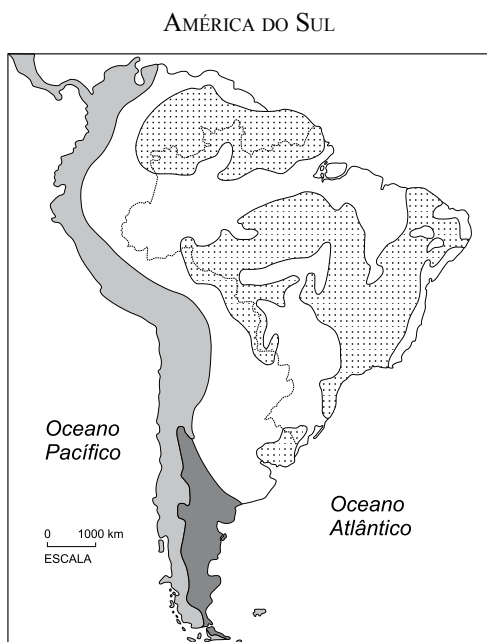 AMÉRICA DO SUL
Oceano
Pacífico
Oceano
Atlântico
0 1000 km
ESCALA